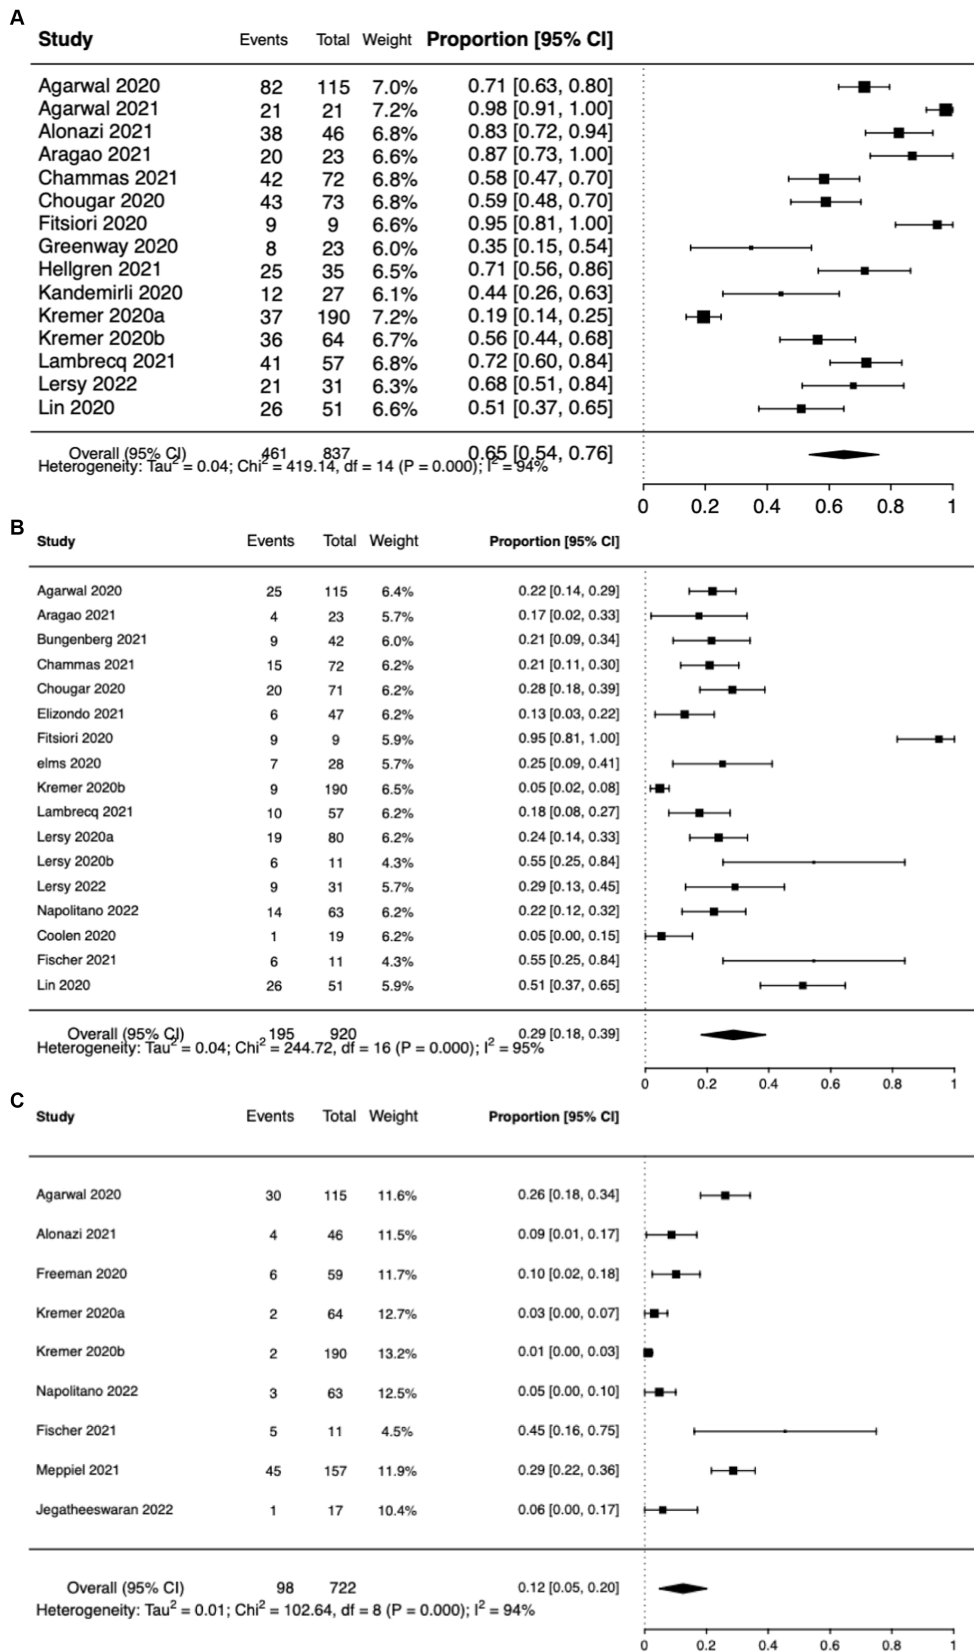 A
Study Events Total Weight Proportion [95% CI]
Agarwal 2020 82 115 7.0% 0.71 [0.63, 0.80]
Agarwal 2021 21 21 7.2% 0.98 [0.91, 1.00]
Alonazi 2021 38 46 6.8% 0.83 [0.72, 0.94]
Aragao 2021 20 23 6.6% 0.87 [0.73, 1.00]
Chammas 2021 42 72 6.8% 0.58 [0.47, 0.70]
Chougar 2020 43 73 6.8% 0.59 [0.48, 0.70]
Fitsiori 2020 9 9 6.6% 0.95 [0.81, 1.00]
Greenway 2020 8 23 6.0% 0.35 [0.15, 0.54]
Hellgren 2021 25 35 6.5% 0.71 [0.56, 0.86]
Kandemirli 2020 12 27 6.1% 0.44 [0.26, 0.63]
Kremer 2020a 37 190 7.2% 0.19 [0.14, 0.25]
Kremer 2020b 36 64 6.7% 0.56 [0.44, 0.68]
Lambrecq 2021 41 57 6.8% 0.72 [0.60, 0.84]
Lersy 2022 21 31 6.3% 0.68 [0.51, 0.84]
Lin 2020 26 51 6.6% 0.51 [0.37, 0.65]
Overall (95% CI) 461 837 0.65 [0.54, 0.76]
Heterogeneity: Tau² = 0.04; Chi² = 419.14, df = 14 (P = 0.000); I² = 94%
0 0.2 0.4 0.6 0.8 1
B
Study Events Total Weight Proportion [95% CI]
Agarwal 2020 25 115 6.4% 0.22 [0.14, 0.29]
Aragao 2021 4 23 5.7% 0.17 [0.02, 0.33]
Bungenberg 2021 9 42 6.0% 0.21 [0.09, 0.34]
Chammas 2021 15 72 6.2% 0.21 [0.11, 0.30]
Chougar 2020 20 71 6.2% 0.28 [0.18, 0.39]
Elizondo 2021 6 47 6.2% 0.13 [0.03, 0.22]
Fitsiori 2020 9 9 5.9% 0.95 [0.81, 1.00]
elms 2020 7 28 5.7% 0.25 [0.09, 0.41]
Kremer 2020b 9 190 6.5% 0.05 [0.02, 0.08]
Lambrecq 2021 10 57 6.2% 0.18 [0.08, 0.27]
Lersy 2020a 19 80 6.2% 0.24 [0.14, 0.33]
Lersy 2020b 6 11 4.3% 0.55 [0.25, 0.84]
Lersy 2022 9 31 5.7% 0.29 [0.13, 0.45]
Napolitano 2022 14 63 6.2% 0.22 [0.12, 0.32]
Coolen 2020 1 19 6.2% 0.05 [0.00, 0.15]
Fischer 2021 6 11 4.3% 0.55 [0.25, 0.84]
Lin 2020 26 51 5.9% 0.51 [0.37, 0.65]
Overall (95% CI) 195 920 0.29 [0.18, 0.39]
Heterogeneity: Tau² = 0.04; Chi² = 244.72, df = 16 (P = 0.000); I² = 95%
0 0.2 0.4 0.6 0.8 1
C
Study Events Total Weight Proportion [95% CI]
Agarwal 2020 30 115 11.6% 0.26 [0.18, 0.34]
Alonazi 2021 4 46 11.5% 0.09 [0.01, 0.17]
Freeman 2020 6 59 11.7% 0.10 [0.02, 0.18]
Kremer 2020a 2 64 12.7% 0.03 [0.00, 0.07]
Kremer 2020b 2 190 13.2% 0.01 [0.00, 0.03]
Napolitano 2022 3 63 12.5% 0.05 [0.00, 0.10]
Fischer 2021 5 11 4.5% 0.45 [0.16, 0.75]
Meppiel 2021 45 157 11.9% 0.29 [0.22, 0.36]
Jegatheeswaran 2022 1 17 10.4% 0.06 [0.00, 0.17]
Overall (95% CI) 98 722 0.12 [0.05, 0.20]
Heterogeneity: Tau² = 0.01; Chi² = 102.64, df = 8 (P = 0.000); I² = 94%
0 0.2 0.4 0.6 0.8 1